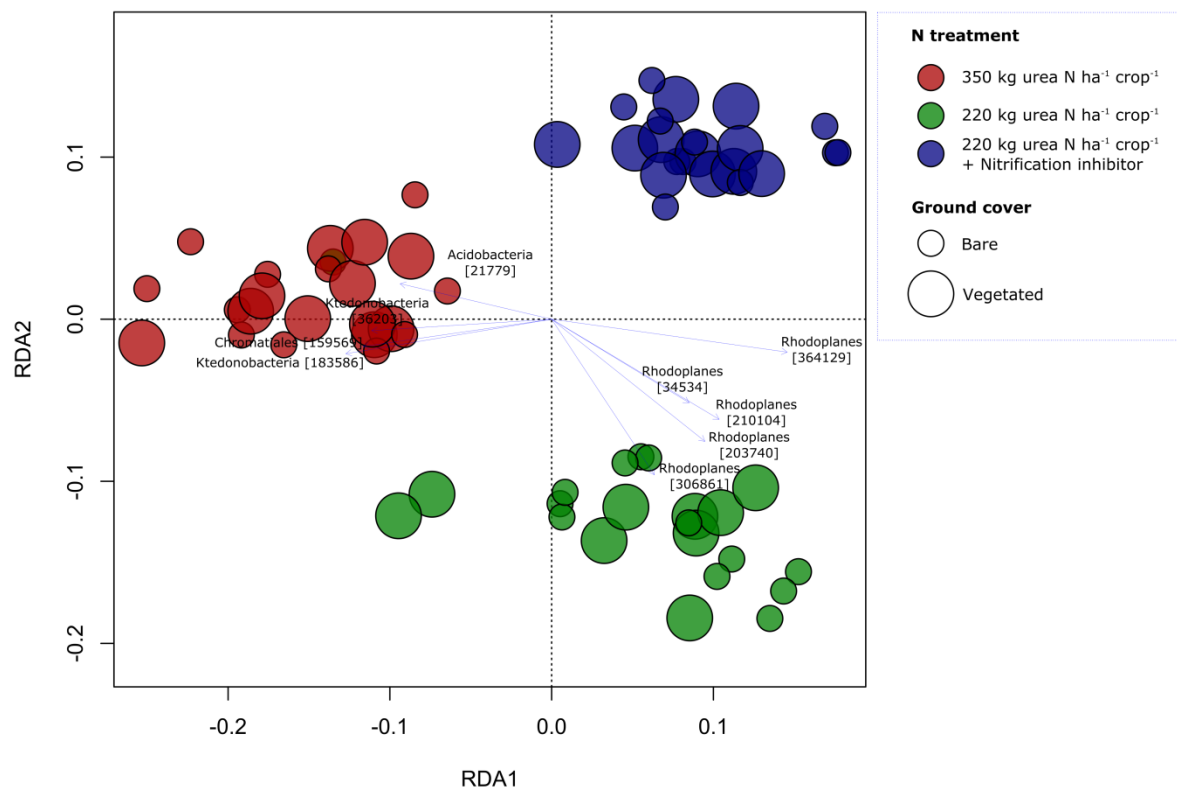 N treatment
350 kg urea N ha⁻¹ crop⁻¹
220 kg urea N ha⁻¹ crop⁻¹
220 kg urea N ha⁻¹ crop⁻¹
+ Nitrification inhibitor
Ground cover
Bare
Vegetated
RDA2
0.1
0.0
-0.1
-0.2
Acidobacteria
[21779]
Ktedonobacteria
[36203]
Chromatiales [159569]
Ktedonobacteria [183586]
Rhodoplanes
[364129]
Rhodoplanes
[34534]
Rhodoplanes
[210104]
Rhodoplanes
[203740]
Rhodoplanes
[306861]
-0.2
-0.1
0.0
0.1
RDA1